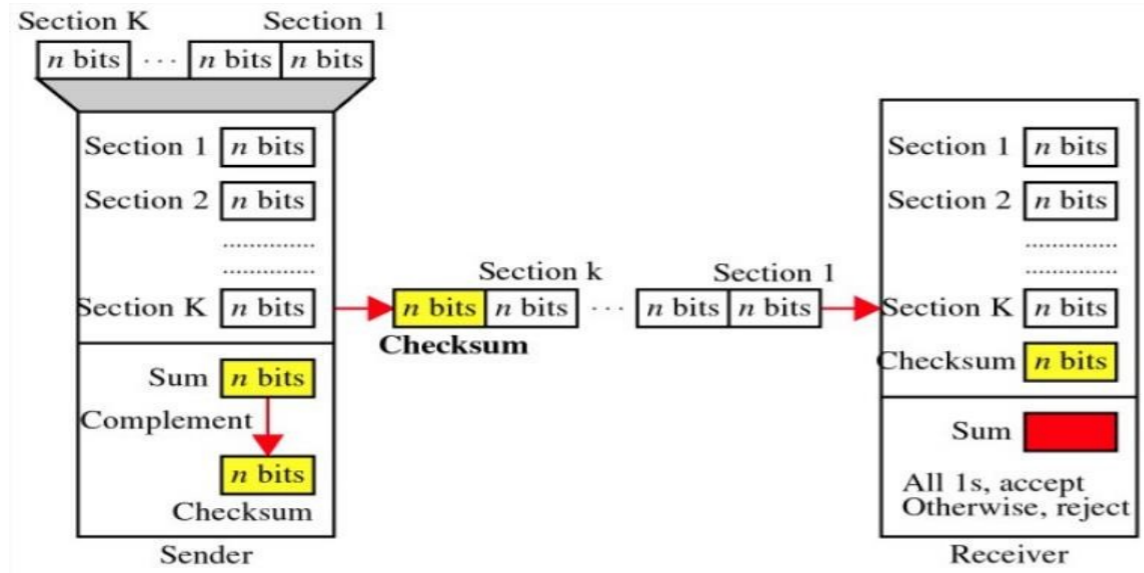 Section K Section 1
n bits ... n bits n bits
Section 1 n bits
Section 2 n bits
Section K n bits
Sum n bits
Complement
n bits
Checksum
Sender
Section k Section 1
n bits n bits ... n bits n bits
Checksum
Section 1 n bits
Section 2 n bits
Section K n bits
Checksum n bits
Sum
All 1s, accept
Otherwise, reject
Receiver